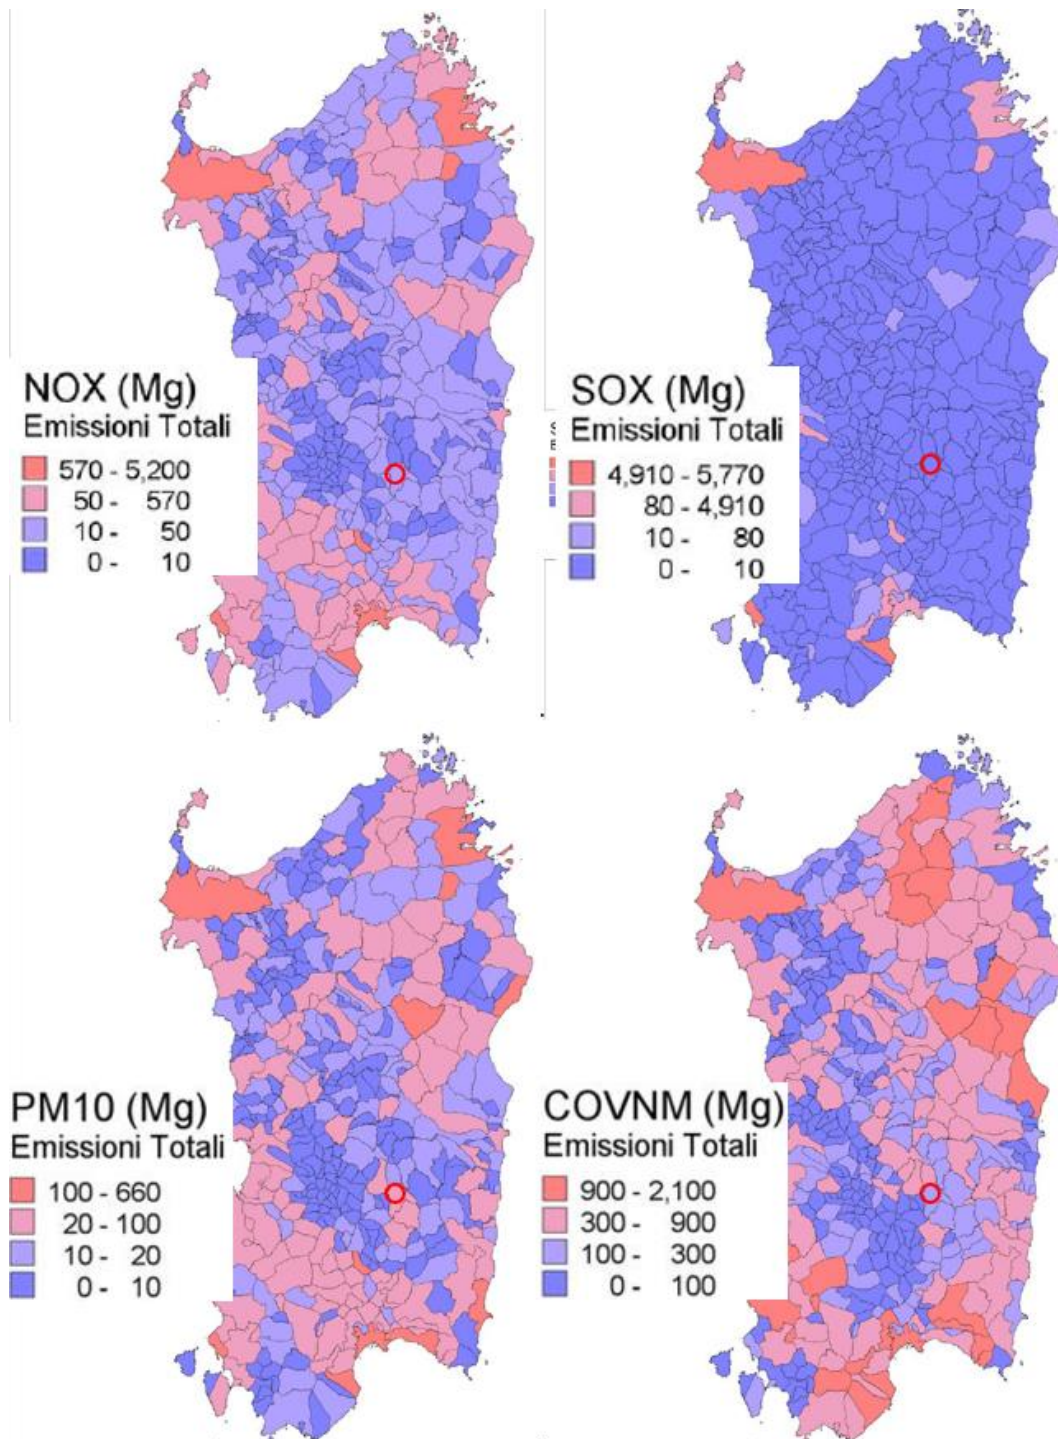 NOX (Mg)
Emissioni Totali
570 - 5,200
50 - 570
10 - 50
0 - 10
SOX (Mg)
Emissioni Totali
4,910 - 5,770
80 - 4,910
10 - 80
0 - 10
PM10 (Mg)
Emissioni Totali
100 - 660
20 - 100
10 - 20
0 - 10
COVNM (Mg)
Emissioni Totali
900 - 2,100
300 - 900
100 - 300
0 - 100